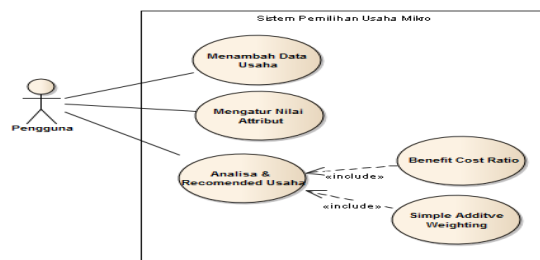 Sistem Pemilihan Usaha Mikro
Menambah Data
Usaha
Mengatur Nilai
Attribut
Pengguna
Analisa &
Recomended Usaha
Benefit Cost Ratio
«include»
Simple Additve
Weighting
«include»